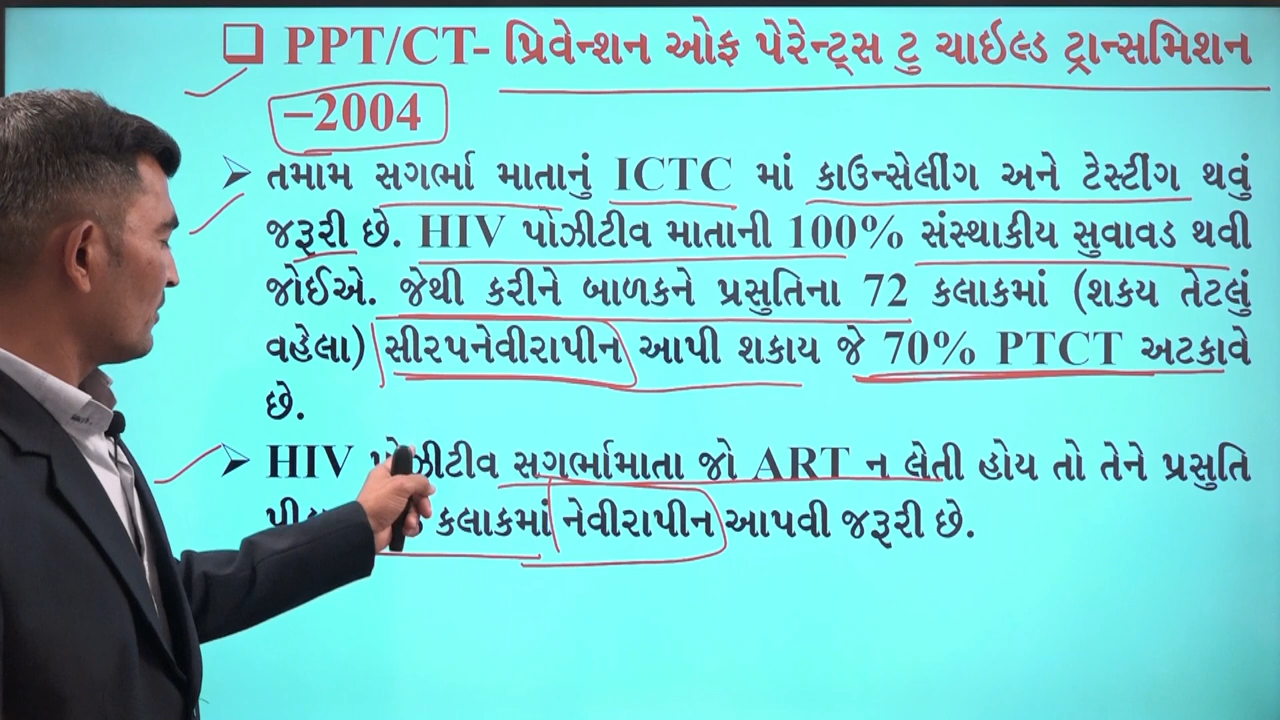 PPT/CT- પ્રિવેન્શન ઓફ પેરેન્ટ્સ ટુ ચાઇલ્ડ ટ્રાન્સમિશન
–2004
તમામ સગર્ભા માતાનું ICTC માં કાઉન્સેલીંગ અને ટેસ્ટીંગ થવું
જરૂરી છે. HIV પોઝીટીવ માતાની 100% સંસ્થાકીય સુવાવડ થવી
જોઈએ. જેથી કરીને બાળકને પ્રસુતિના 72 કલાકમાં (શકય તેટલું
વહેલા) સીરપનેવીરાપીન આપી શકાય જે 70% PTCT અટકાવે
છે.
HIV પોઝીટીવ સગર્ભામાતા જો ART ન લેતી હોય તો તેને પ્રસુતિ
કલાકમાં નેવીરાપીન આપવી જરૂરી છે.